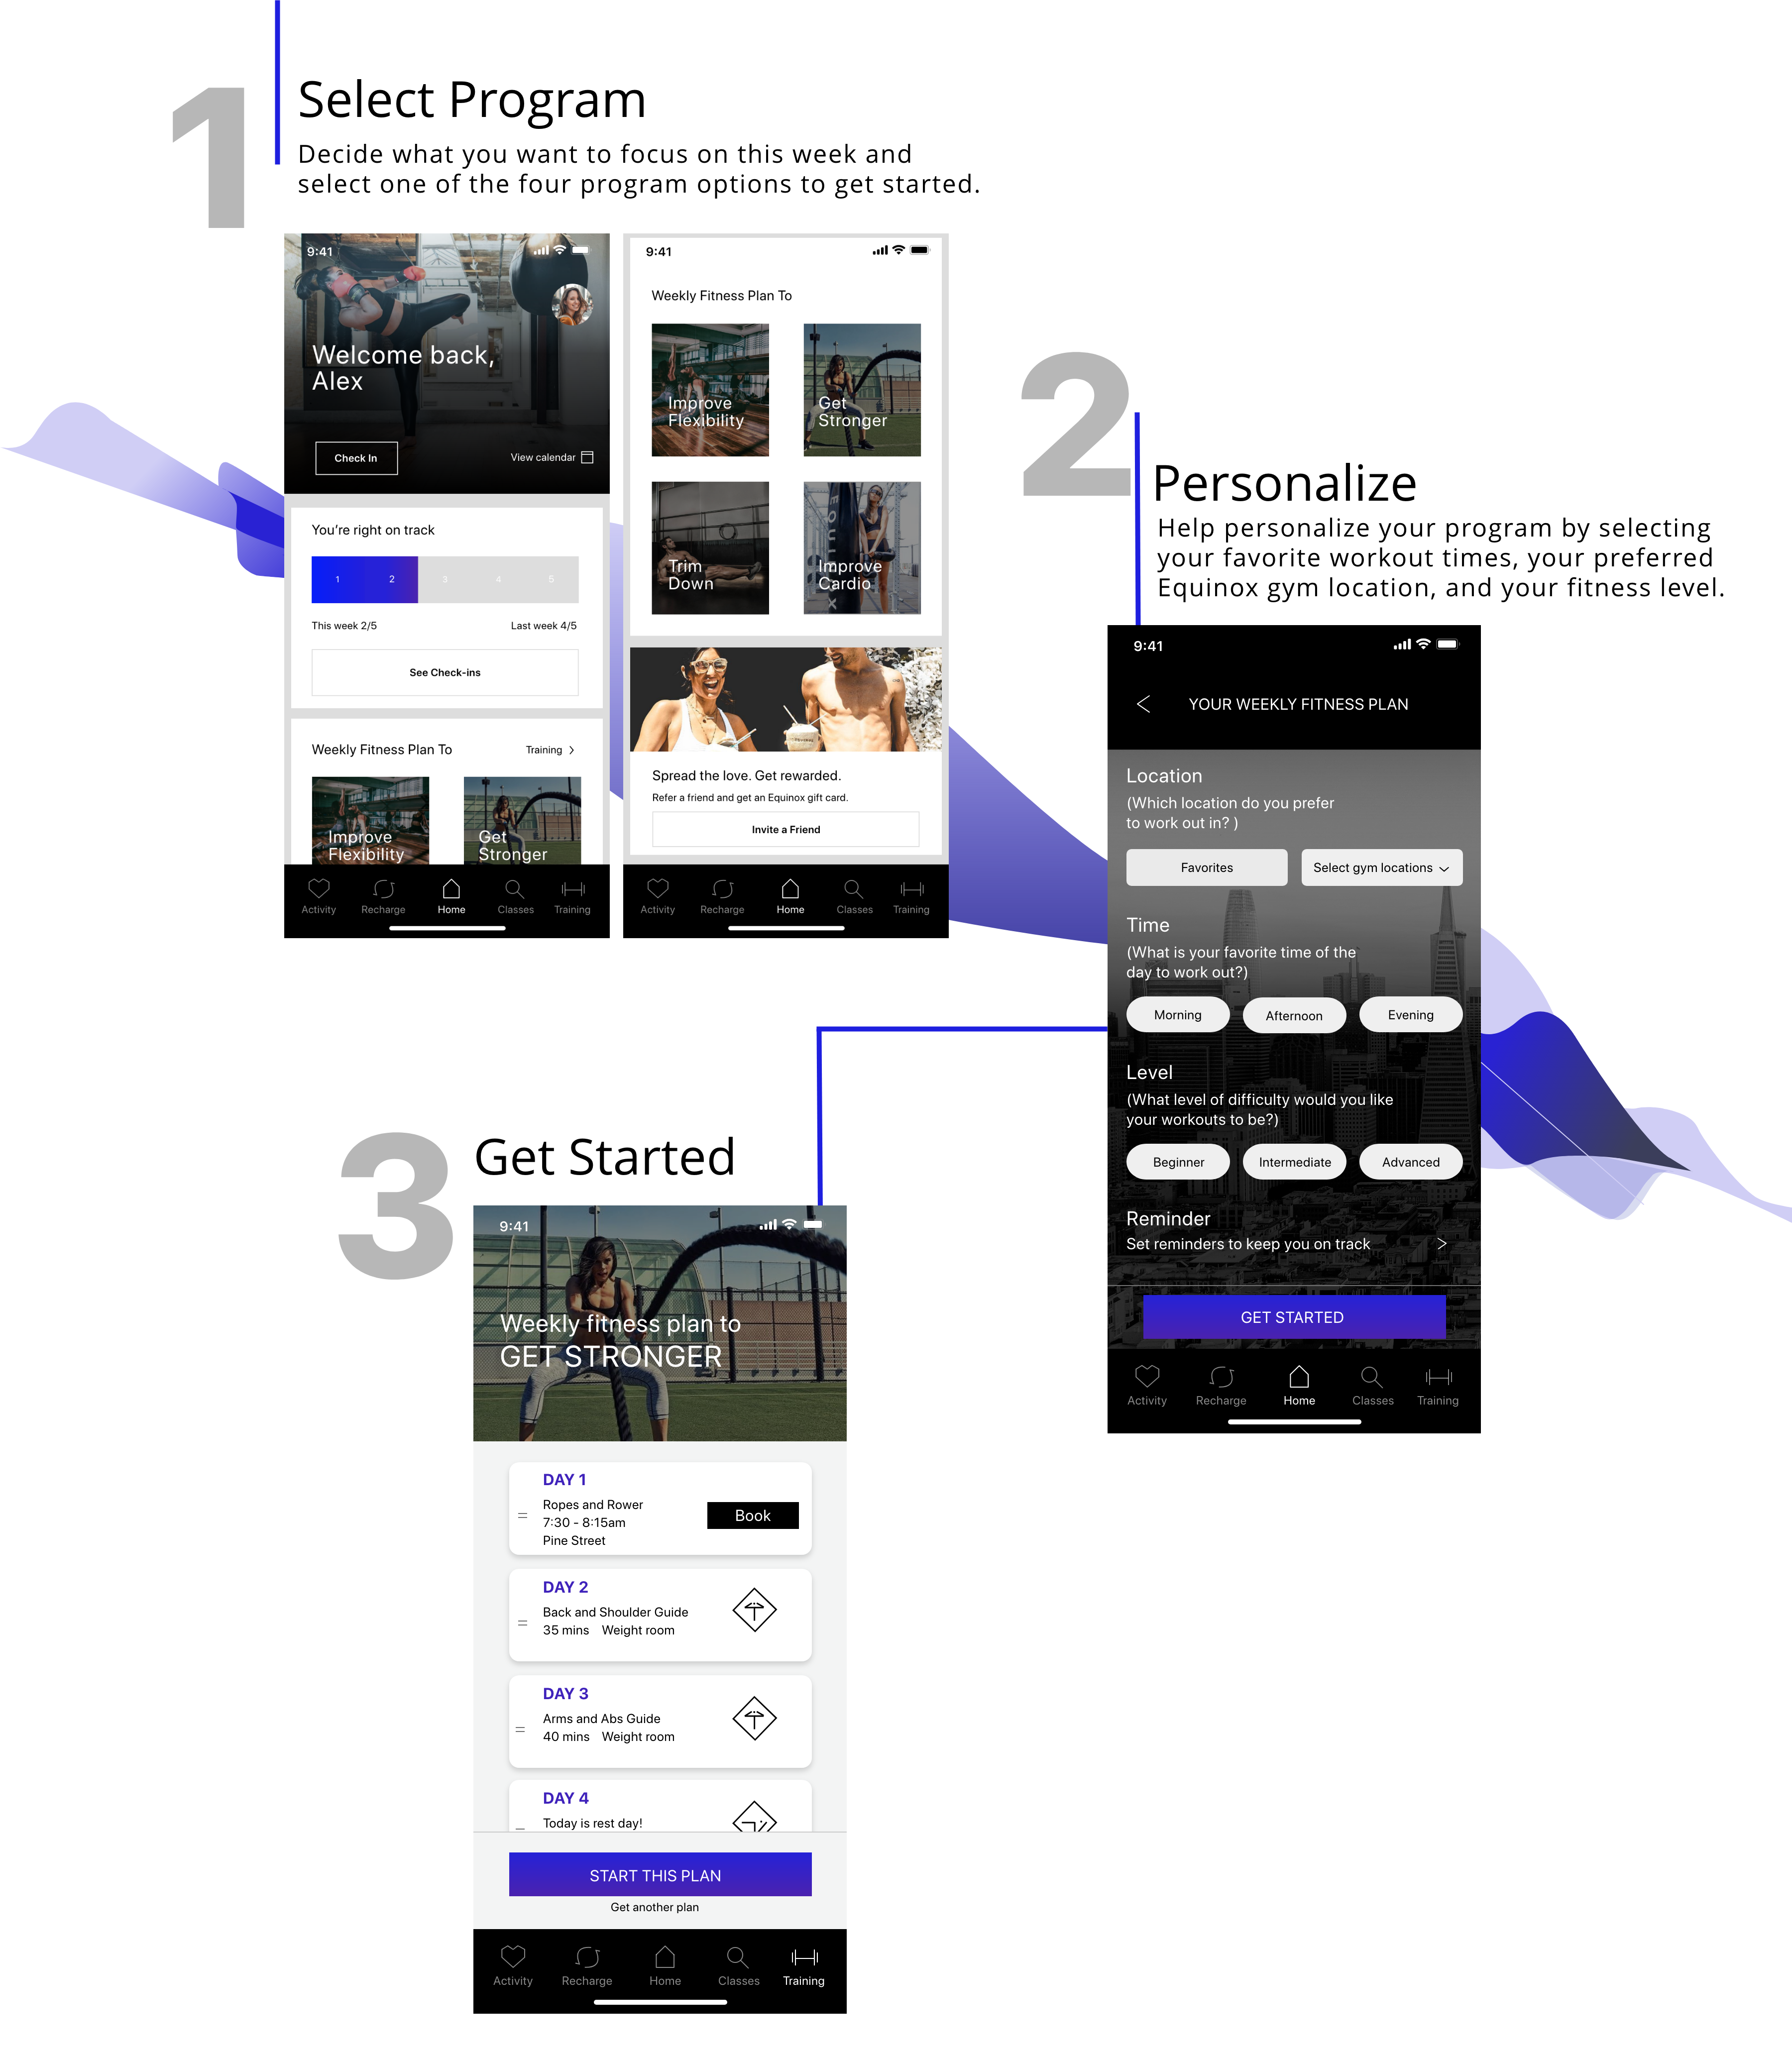 1
Select Program
Decide what you want to focus on this week and
select one of the four program options to get started.
9:41
Welcome back,
Alex
Check In
View calendar
You're right on track
1 2 3 4 5
This week 2/5
Last week 4/5
See Check-ins
Weekly Fitness Plan To
Training
Improve
Flexibility
Get
Stronger
Activity
Recharge
Home
Classes
Training
9:41
Weekly Fitness Plan To
Improve
Flexibility
Get
Stronger
Trim
Down
Improve
Cardio
Spread the love. Get rewarded.
Refer a friend and get an Equinox gift card.
Invite a Friend
Activity
Recharge
Home
Classes
Training
2
Personalize
Help personalize your program by selecting
your favorite workout times, your preferred
Equinox gym location, and your fitness level.
9:41
YOUR WEEKLY FITNESS PLAN
Location
(Which location do you prefer
to work out in? )
Favorites
Select gym locations
Time
(What is your favorite time of the
day to work out?)
Morning
Afternoon
Evening
Level
(What level of difficulty would you like
your workouts to be?)
Beginner
Intermediate
Advanced
Reminder
Set reminders to keep you on track
GET STARTED
Activity
Recharge
Home
Classes
Training
3
Get Started
9:41
Weekly fitness plan to
GET STRONGER
DAY 1
Ropes and Rower
7:30 - 8:15am
Pine Street
Book
DAY 2
Back and Shoulder Guide
35 mins Weight room
DAY 3
Arms and Abs Guide
40 mins Weight room
DAY 4
Today is rest day!
START THIS PLAN
Get another plan
Activity
Recharge
Home
Classes
Training